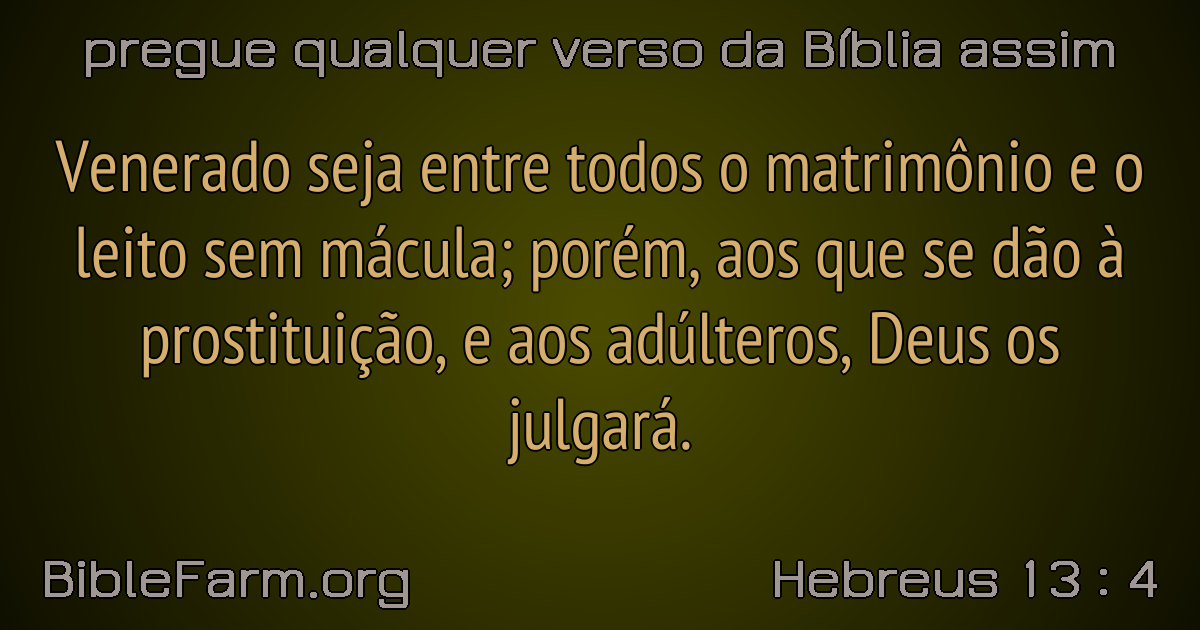 pregue qualquer verso da Bíblia assim
Venerado seja entre todos o matrimônio e o
leito sem mácula; porém, aos que se dão à
prostituição, e aos adúlteros, Deus os
julgará.
BibleFarm.org
Hebreus 13 : 4